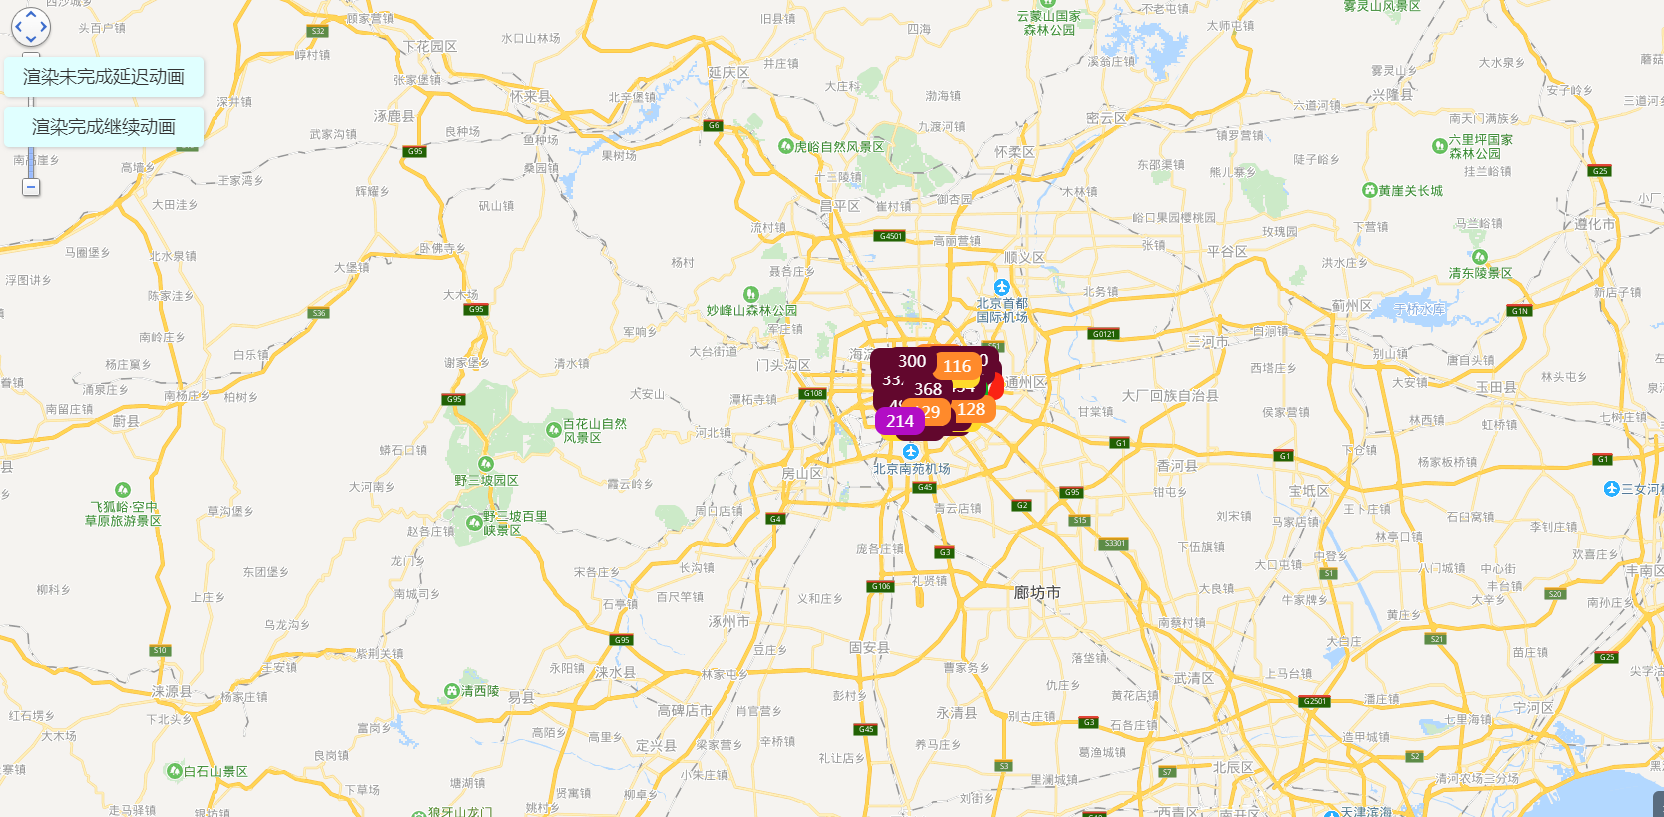 西沙城乡
顾家营镇
旧县镇
云蒙山国家
森林公园
不老屯镇
雾灵山风景区
头百户镇
S32
水口山林场
四海
太师屯镇
下花园区
崞村镇
井庄镇
溪翁庄镇
大水泉乡
渲染未完成延迟动画
张家堡镇
延庆区
大庄科
雾灵山乡
怀来县
北辛堡镇
渤海镇
兴隆县
安子岭乡
深井镇
六道河镇
涿鹿县
密云区
南天门满族乡
渲染完成继续动画
武家沟镇
良种场
G6
九渡河镇
镇罗营镇
鱼种场
虎峪自然风景区
六里坪国家
森林公园
G95
果树场
怀柔区
陡子峪乡
高墙乡
桑园镇
东邵渠镇
熊儿寨乡
挂兰峪镇
G25
王家湾乡
辉耀乡
十三陵镇
木林镇
黄崖关长城
大田洼乡
矾山镇
昌平区
崔村镇
御杏园
峪口果园樱桃园
马兰峪镇
遵化市
流村镇
玫瑰园
下营镇
马圈堡乡
卧佛寺乡
G4501
高丽营镇
张镇
平谷区
北水泉镇
杨村
顺义区
洪水庄乡
大堡镇
聂各庄乡
清东陵景区
浮图讲乡
北务镇
新店子镇
陈家洼乡
大木场
北京首都
国际机场
蓟州区
于桥水库
S36
G95
妙峰山森林公园
G1N
南岭乡
军响乡
军庄镇
G0121
白涧镇
白乐镇
大台街道
三河市
别山镇
杨庄窠乡
谢家堡乡
清水镇
门头沟区
300
116
西塔庄乡
唐自头镇
涌泉庄乡
通州区
大安镇
林头屯乡
南杨庄乡
柏树乡
大安山
G108
368
大厂回族自治县
玉田县
南留庄镇
G95
潭柘寺镇
128
甘棠镇
侯家营镇
七树庄镇
蔚县
百花山自然
风景区
214
林西镇
虹桥镇
蟒石口镇
河北镇
G1
G1
G1
野三坡园区
房山区
北京南苑机场
香河县
杨家板桥镇
大河南乡
霞云岭乡
G45
G95
钳屯乡
宝坻区
飞狐峪·空中
草原旅游景区
草沟堡乡
周口店镇
青云店镇
G2
王卜庄镇
野三坡百里
峡景区
G4
S15
刘宋镇
马家店镇
石臼窝镇
赵各庄镇
李钊庄镇
庞各庄镇
G3
S3301
下伍旗镇
中登乡
林亭口镇
欢喜庄乡
龙门乡
大口屯镇
东团堡乡
宋各庄乡
长沟镇
礼贤镇
S1
八门城镇
中心街
丰南区
柳科乡
上庄乡
南城司乡
百尺竿镇
G106
廊坊市
大良镇
丰台镇
S20
石亭镇
义和庄乡
牛家牌乡
大辛乡
南孙庄乡
乌龙沟乡
涿州市
南蔡村镇
黄庄乡
S10
G95
豆庄乡
固安县
大白庄
S21
紫荆关镇
苗庄镇
G25
王安镇
永阳镇
涞水县
林家屯乡
曹家务乡
落垡镇
上马台镇
涞源县
清西陵
武清区
杨家庄镇
易县
彭村乡
仇庄乡
黄花店镇
G2501
潘庄镇
宁河区
红石塄乡
下北头乡
高碑店市
肖官营乡
永清县
别古庄镇
G3
石各庄镇
七里海镇
大木场
富岗乡
高陌乡
高里乡
G45
造甲城镇
良岗镇
定兴县
梁家营乡
辛桥镇
养马庄乡
葛渔城镇
S2
礼让店乡
S3
S7
北辰区
白石山景区
塘湖镇
小朱庄镇
里澜城镇
清河农场三分场
下草场
贤寓镇
柳卓乡
刘街乡
走马驿镇
狼牙山龙门
姚村乡
西青区
天津滨海